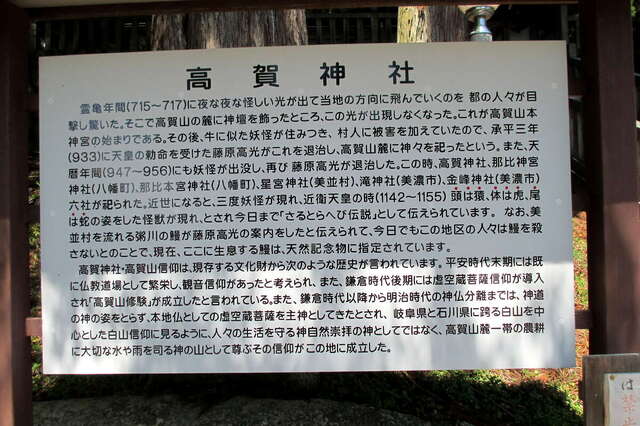 高賀神社
霊亀年間(715～717)に夜な夜な怪しい光が出て当地の方向に飛んでいくのを 都の人々が目
撃し驚いた。そこで高賀山の麓に神壇を飾ったところ、この光が出現しなくなった。これが高賀山本
神宮の始まりである。その後、牛に似た妖怪が住みつき、村人に被害を加えていたので、承平三年
(933)に天皇の勅命を受けた藤原高光がこれを退治し、高賀山麓に神々を祀ったという。また、天
暦年間(947～956)にも妖怪が出没し、再び 藤原高光が退治した。この時、高賀神社、那比神宮
神社(八幡町)、那比本宮神社(八幡町)、星宮神社(美並村)、滝神社(美濃市)、金峰神社(美濃市)
六社が祀られた。近世になると、三度妖怪が現れ、近衛天皇の時(1142～1155) 頭は猿、体は虎、尾
は蛇の姿をした怪獣が現れ、とされ今日まで「さるとらへび伝説」として伝えられています。 なお、美
並村を流れる粥川の鰻が藤原高光の案内をしたと伝えられて、今日でもこの地区の人々は鰻を殺
さないとのことで、現在、ここに生息する鰻は、天然記念物に指定されています。
高賀神社・高賀山信仰は、現存する文化財から次のような歴史が言われています。平安時代末期には既
に仏教道場として繁栄し、観音信仰があったと考えられ、また、鎌倉時代後期には虚空蔵菩薩信仰が導入
され「高賀山修験」が成立したと言われている。また、鎌倉時代以降から明治時代の神仏分離までは、神道
の神の姿をとらず、本地仏としての虚空蔵菩薩を主神としてきたとされ、岐阜県と石川県に跨る白山を中
心とした白山信仰に見るように、人々の生活を守る神自然崇拝の神としてではなく、高賀山麓一帯の農耕
に大切な水や雨を司る神の山として尊ぶその信仰がこの地に成立した。
は禁止